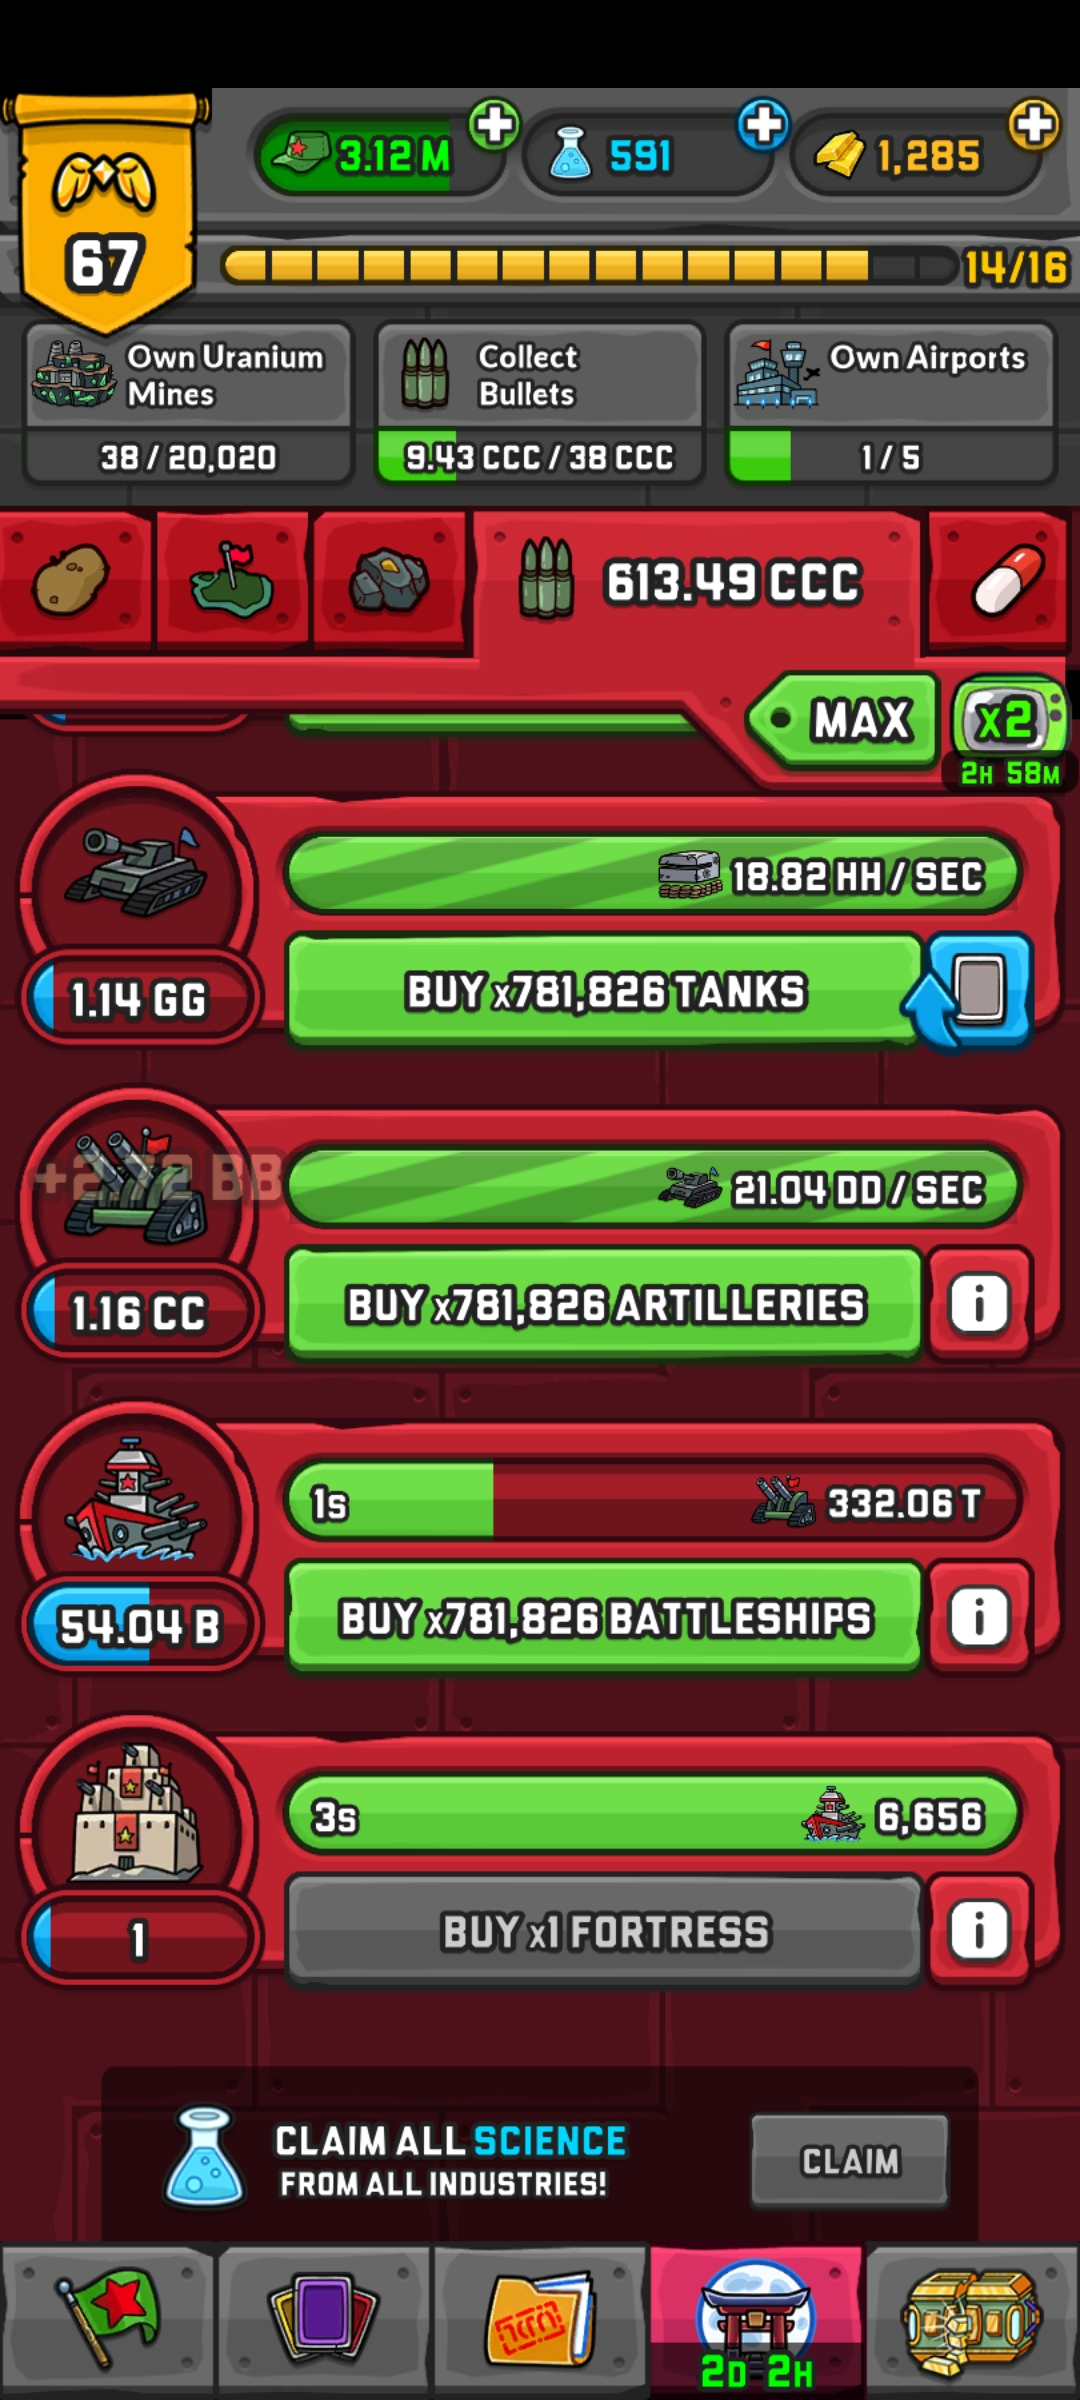 3.12 M
591
1,285
67
14/16
Own Uranium
Mines
38 / 20,020
Collect
Bullets
9.43 CCC / 38 CCC
Own Airports
1 / 5
613.49 CCC
MAX
x2
2H 58M
18.82 HH / SEC
1.14 GG
BUY x781,826 TANKS
+2.72 BB
21.04 DD / SEC
1.16 CC
BUY x781,826 ARTILLERIES
i
1s
332.06 T
54.04 B
BUY x781,826 BATTLESHIPS
i
3s
6,656
1
BUY x1 FORTRESS
i
CLAIM ALL SCIENCE
FROM ALL INDUSTRIES!
CLAIM
2D 2H